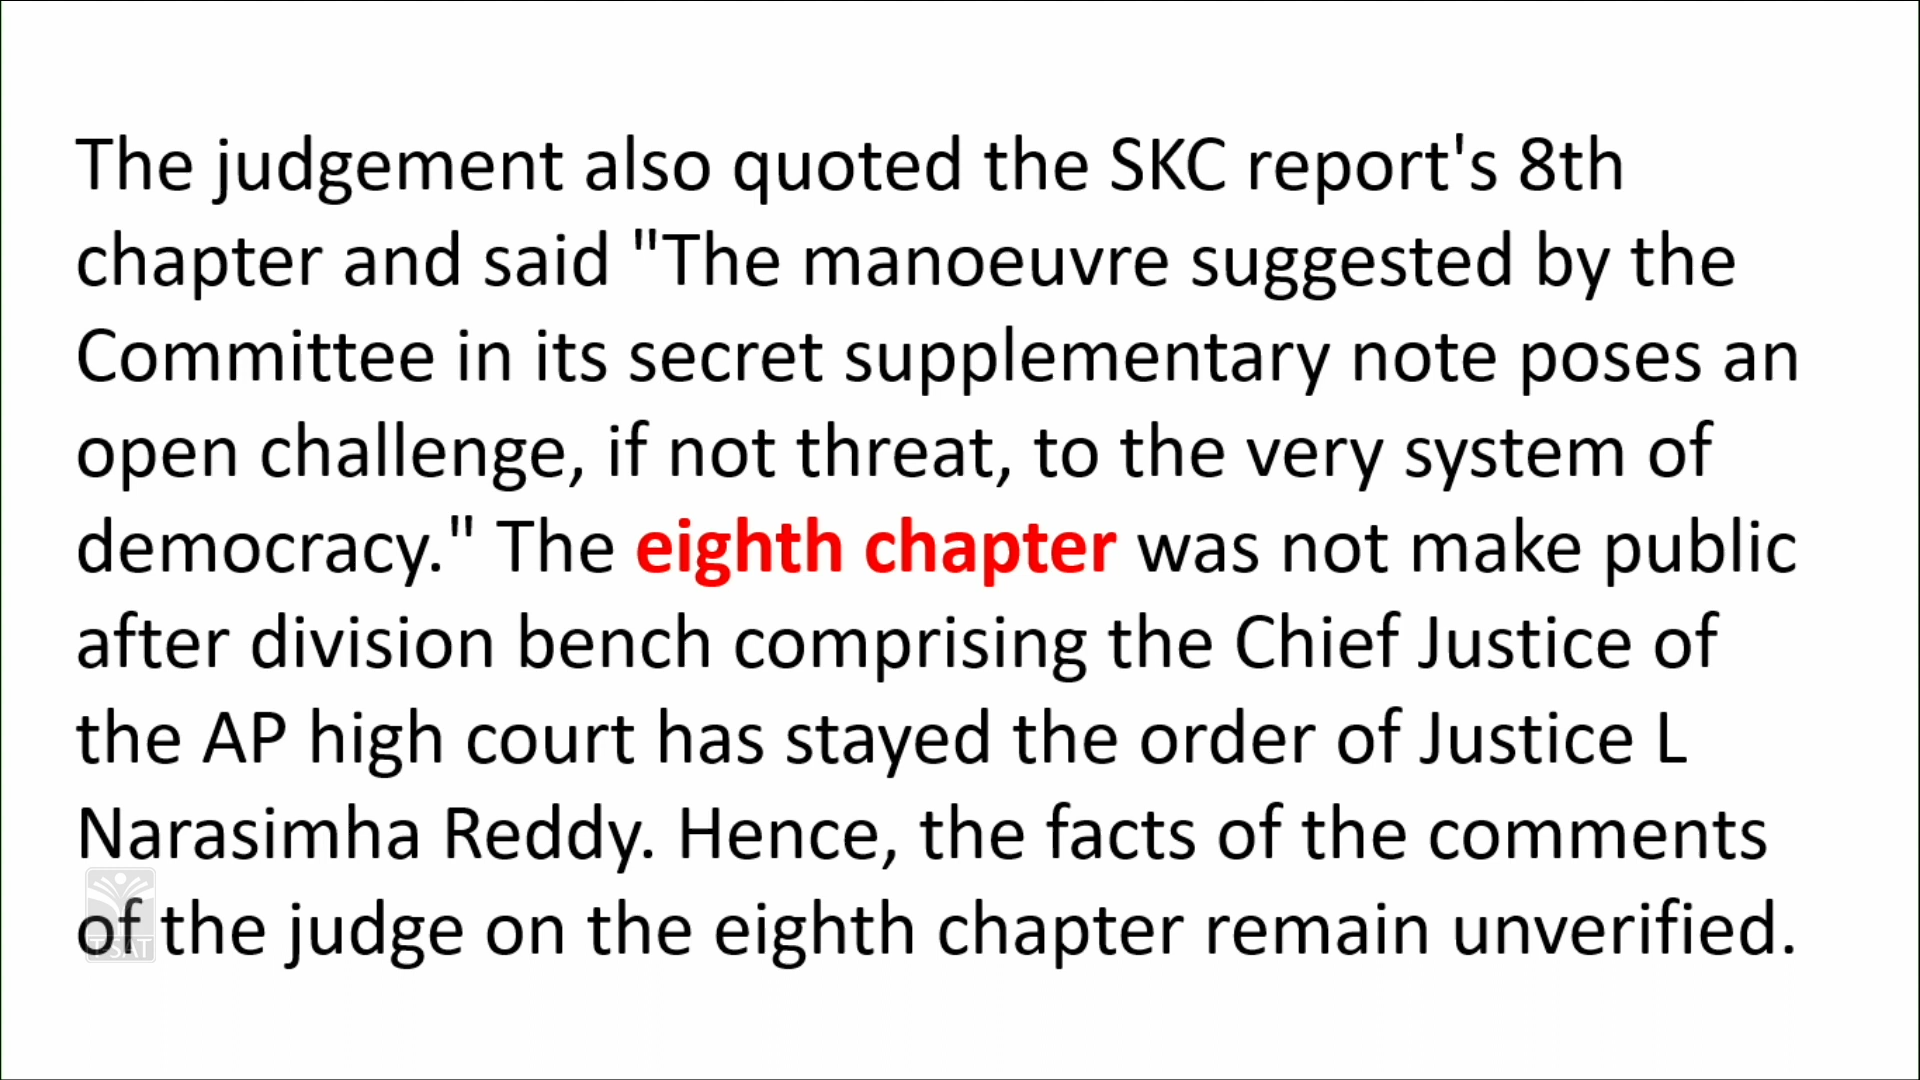 The judgement also quoted the SKC report's 8th
chapter and said "The manoeuvre suggested by the
Committee in its secret supplementary note poses an
open challenge, if not threat, to the very system of
democracy." The eighth chapter was not make public
after division bench comprising the Chief Justice of
the AP high court has stayed the order of Justice L
Narasimha Reddy. Hence, the facts of the comments
of the judge on the eighth chapter remain unverified.
T-SAT